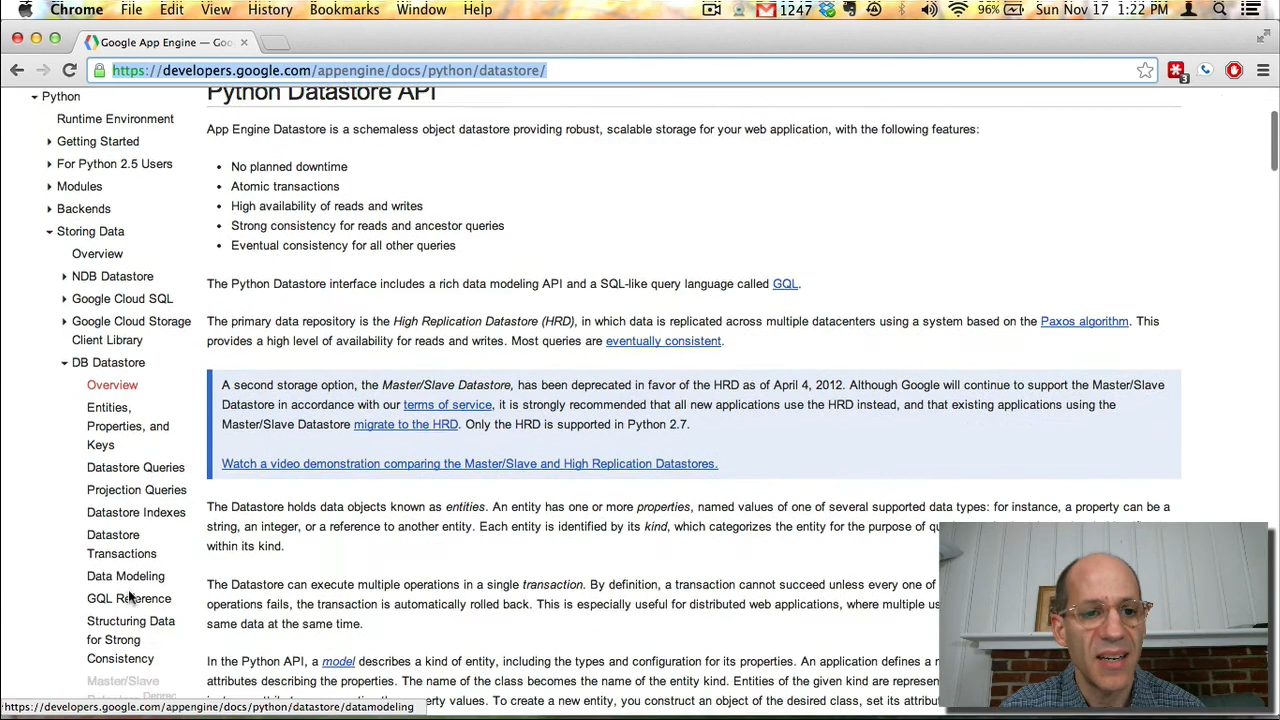 Chrome File Edit View History Bookmarks Window Help 1247 96% Sun Nov 17 1:22 PM
Google App Engine — Goo
https://developers.google.com/appengine/docs/python/datastore/
3
Python
Runtime Environment
Getting Started
For Python 2.5 Users
Modules
Backends
Storing Data
Overview
NDB Datastore
Google Cloud SQL
Google Cloud Storage
Client Library
DB Datastore
Overview
Entities,
Properties, and
Keys
Datastore Queries
Projection Queries
Datastore Indexes
Datastore
Transactions
Data Modeling
GQL Reference
Structuring Data
for Strong
Consistency
Master/Slave
Python Datastore API
App Engine Datastore is a schemaless object datastore providing robust, scalable storage for your web application, with the following features:
No planned downtime
Atomic transactions
High availability of reads and writes
Strong consistency for reads and ancestor queries
Eventual consistency for all other queries
The Python Datastore interface includes a rich data modeling API and a SQL-like query language called GQL.
The primary data repository is the High Replication Datastore (HRD), in which data is replicated across multiple datacenters using a system based on the Paxos algorithm. This
provides a high level of availability for reads and writes. Most queries are eventually consistent.
A second storage option, the Master/Slave Datastore, has been deprecated in favor of the HRD as of April 4, 2012. Although Google will continue to support the Master/Slave
Datastore in accordance with our terms of service, it is strongly recommended that all new applications use the HRD instead, and that existing applications using the
Master/Slave Datastore migrate to the HRD. Only the HRD is supported in Python 2.7.
Watch a video demonstration comparing the Master/Slave and High Replication Datastores.
The Datastore holds data objects known as entities. An entity has one or more properties, named values of one of several supported data types: for instance, a property can be a
string, an integer, or a reference to another entity. Each entity is identified by its kind, which categorizes the entity for the purpose of
within its kind.
The Datastore can execute multiple operations in a single transaction. By definition, a transaction cannot succeed unless every one of
operations fails, the transaction is automatically rolled back. This is especially useful for distributed web applications, where multiple
same data at the same time.
In the Python API, a model describes a kind of entity, including the types and configuration for its properties. An application defines a
attributes describing the properties. The name of the class becomes the name of the entity kind. Entities of the given kind are
property values. To create a new entity, you construct an object of the desired class, but its
https://developers.google.com/appengine/docs/python/datastore/datamodeling